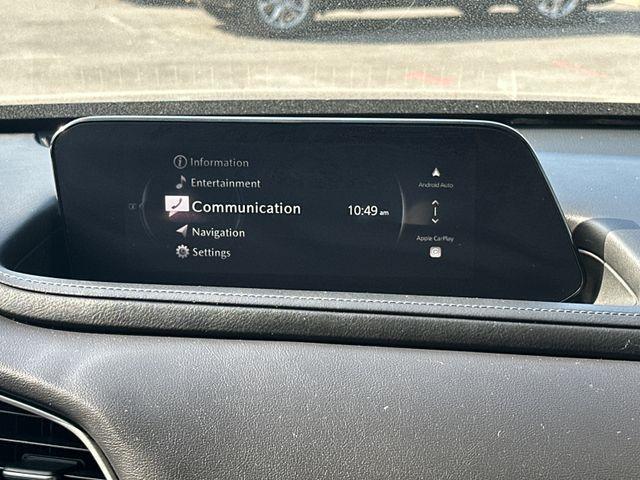 Information
Entertainment
Communication
Navigation
Settings
10:49 am
Android Auto
Apple CarPlay